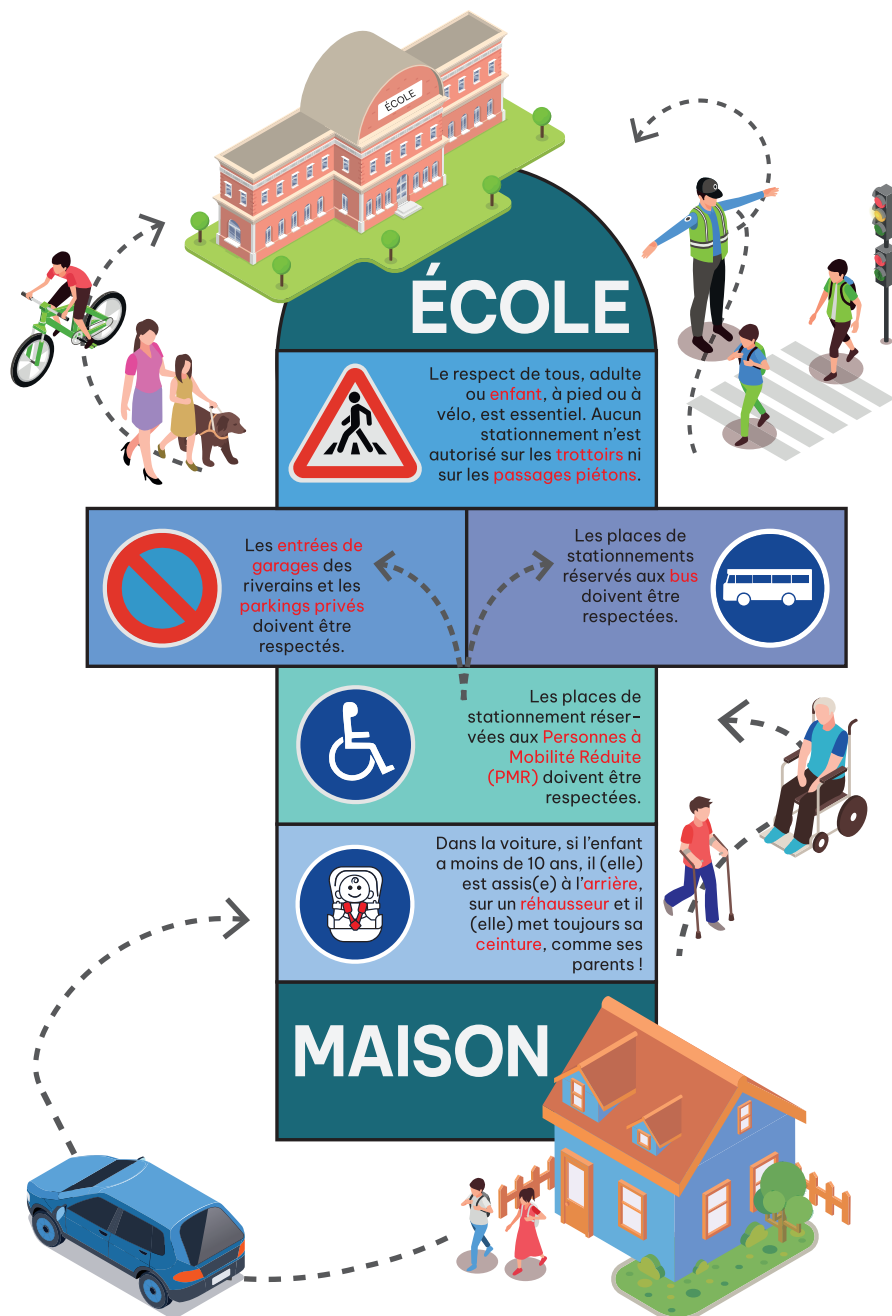 ÉCOLE
ÉCOLE
Le respect de tous, adulte
ou enfant, à pied ou à
vélo, est essentiel. Aucun
stationnement n'est
autorisé sur les trottoirs ni
sur les passages piétons.
Les entrées de
garages des
riverains et les
parkings privés
doivent être
respectés.
Les places de
stationnements
réservés aux bus
doivent être
respectées.
Les places de
stationnement réser-
vées aux Personnes à
Mobilité Réduite
(PMR) doivent être
respectées.
Dans la voiture, si l'enfant
a moins de 10 ans, il (elle)
est assis(e) à l'arrière,
sur un réhausseur et il
(elle) met toujours sa
ceinture, comme ses
parents !
MAISON